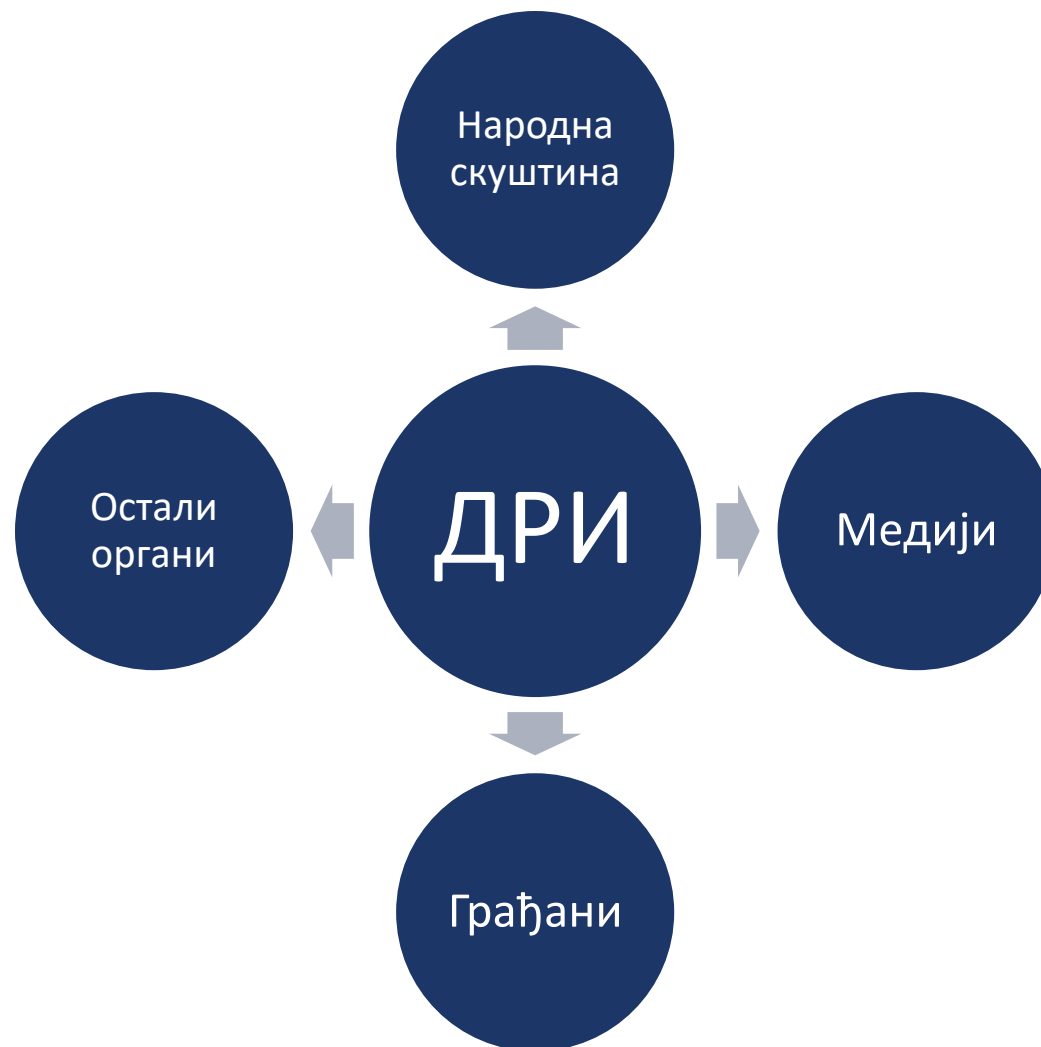 Народна
скуштина
Остали
органи
ДРИ
Медији
Грађани